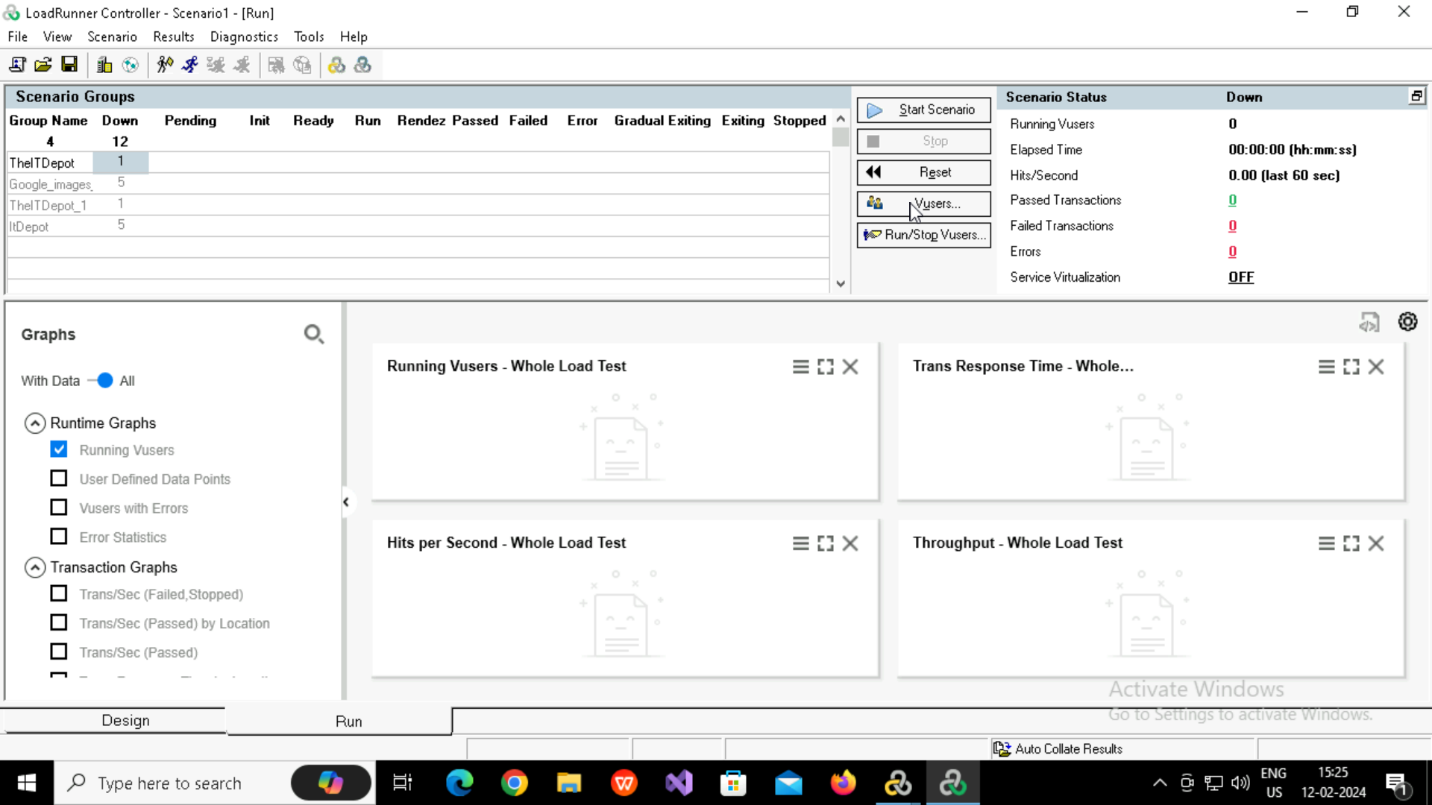 LoadRunner Controller - Scenario1 - [Run]
File View Scenario Results Diagnostics Tools Help
Scenario Groups
Group Name Down Pending Init Ready Run Rendez Passed Failed Error Gradual Exiting Exiting Stopped
4 12
TheITDepot 1
Google_images_ 5
TheITDepot_1 1
ItDepot 5
Start Scenario
Stop
Reset
Vusers...
Run/Stop Vusers...
Scenario Status Down
Running Vusers 0
Elapsed Time 00:00:00 (hh:mm:ss)
Hits/Second 0.00 (last 60 sec)
Passed Transactions 0
Failed Transactions 0
Errors 0
Service Virtualization OFF
Graphs
With Data All
Runtime Graphs
Running Vusers
User Defined Data Points
Vusers with Errors
Error Statistics
Transaction Graphs
Trans/Sec (Failed,Stopped)
Trans/Sec (Passed) by Location
Trans/Sec (Passed)
Running Vusers - Whole Load Test
Trans Response Time - Whole...
Hits per Second - Whole Load Test
Throughput - Whole Load Test
Activate Windows
Go to Settings to activate Windows.
Design Run
Auto Collate Results
Type here to search
ENG
US
15:25
12-02-2024
1